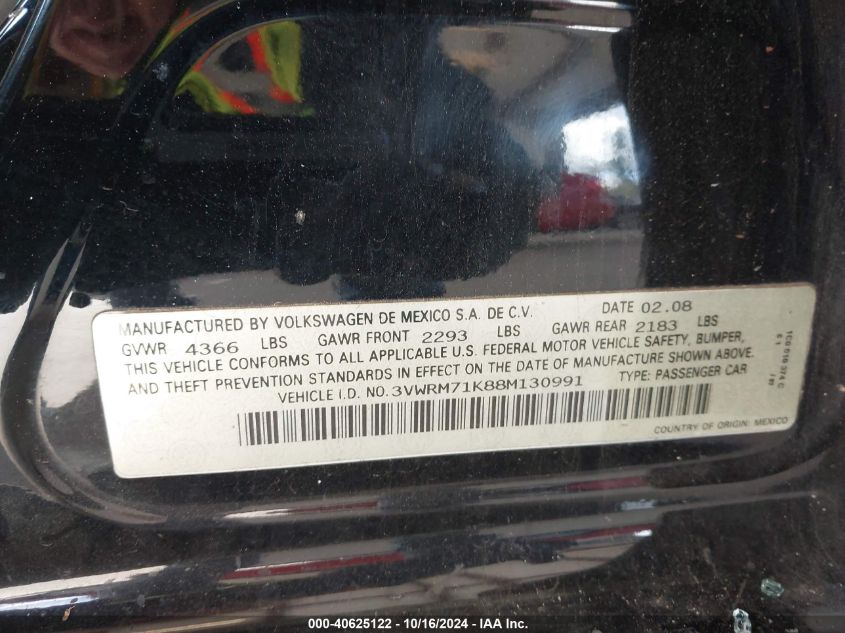 MANUFACTURED BY VOLKSWAGEN DE MEXICO S.A. DE C.V. DATE 02.08
GVWR 4366 LBS GAWR FRONT 2293 LBS GAWR REAR 2183 LBS
THIS VEHICLE CONFORMS TO ALL APPLICABLE U.S. FEDERAL MOTOR VEHICLE SAFETY, BUMPER,
AND THEFT PREVENTION STANDARDS IN EFFECT ON THE DATE OF MANUFACTURE SHOWN ABOVE.
VEHICLE I.D. NO.3VWRM71K88M130991 TYPE: PASSENGER CAR
COUNTRY OF ORIGIN: MEXICO
1C0 010 374 C
000-40625122 - 10/16/2024 - IAA Inc.